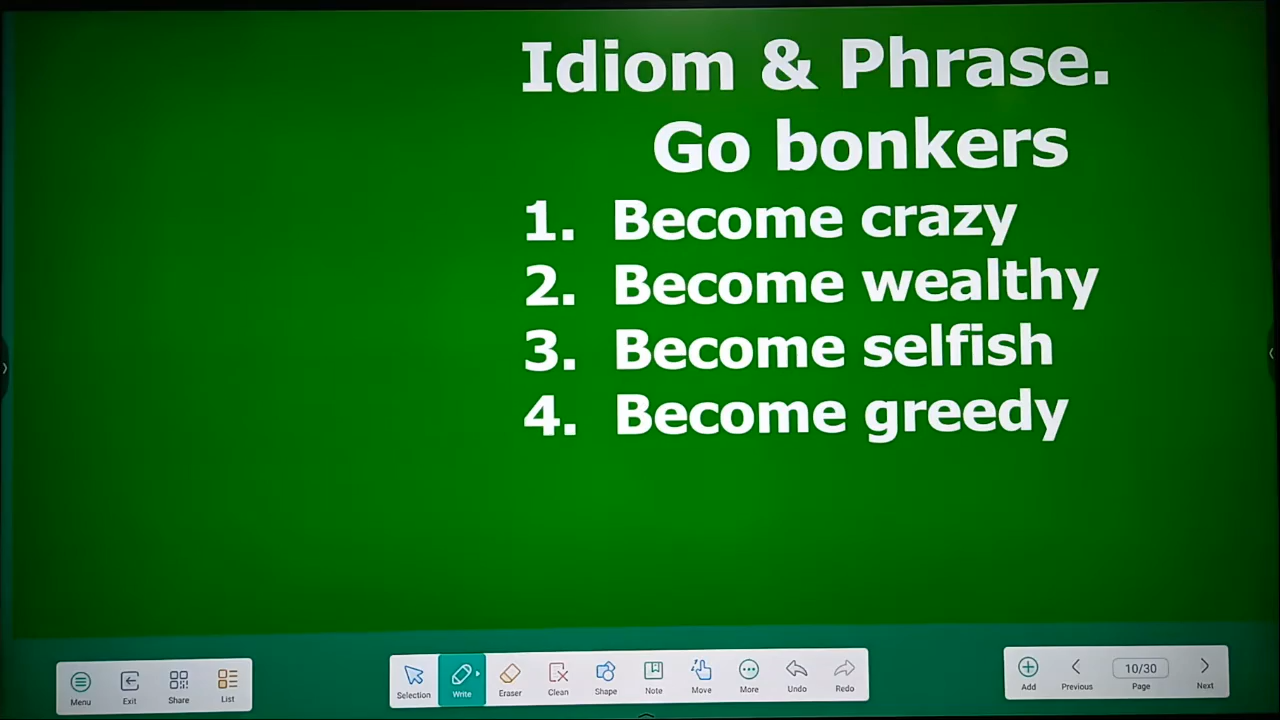 Idiom & Phrase.
Go bonkers
1. Become crazy
2. Become wealthy
3. Become selfish
4. Become greedy
Menu Exit Share List
Selection Write Eraser Clean Shape Note Move More Undo Redo
Add Previous 10/30 Page Next